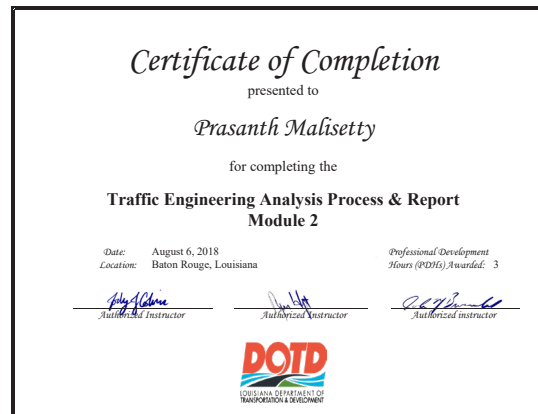 Certificate of Completion
presented to
Prasanth Malisetty
for completing the
Traffic Engineering Analysis Process & Report
Module 2
Date: August 6, 2018
Location: Baton Rouge, Louisiana
Professional Development
Hours (PDHs) Awarded: 3
Authorized Instructor
Authorized Instructor
Authorized instructor
DOTD
LOUISIANA DEPARTMENT OF
TRANSPORTATION & DEVELOPMENT